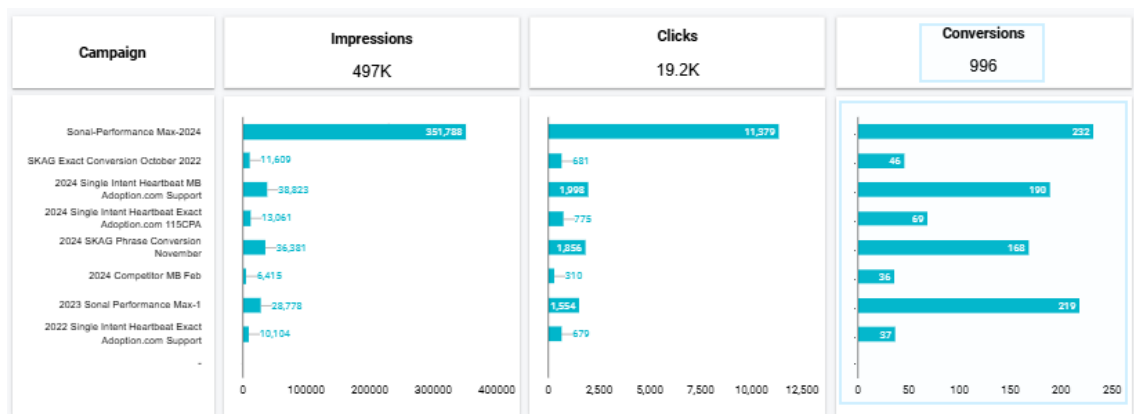 Campaign
Impressions
497K
Clicks
19.2K
Conversions
996
Sonal-Performance Max-2024
SKAG Exact Conversion October 2022
2024 Single Intent Heartbeat MB
Adoption.com Support
2024 Single Intent Heartbeat Exact
Adoption.com 115CPA
2024 SKAG Phrase Conversion
November
2024 Competitor MB Feb
2023 Sonal Performance Max-1
2022 Single Intent Heartbeat Exact
Adoption.com Support
-
351,788
11,609
38,823
13,061
36,381
6,415
28,778
10,104
0 100000 200000 300000 400000
11,379
681
1,998
775
1,856
310
1,554
679
0 2,500 5,000 7,500 10,000 12,500
232
46
190
69
168
36
219
37
0 50 100 150 200 250